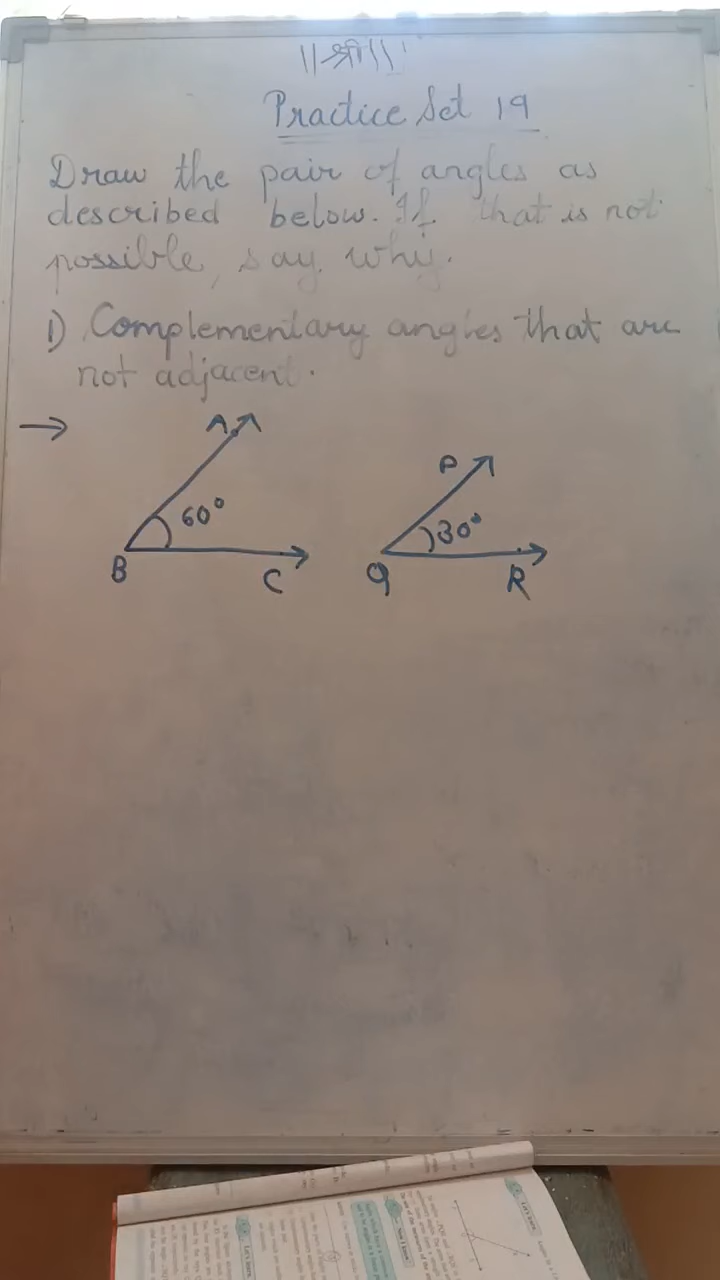 ||श्री||
Practice Set 19
Draw the pair of angles as
described below. If that is not
possible, say why.
1) Complementary angles that are
not adjacent.
→
A 60° B C
P 30° Q R